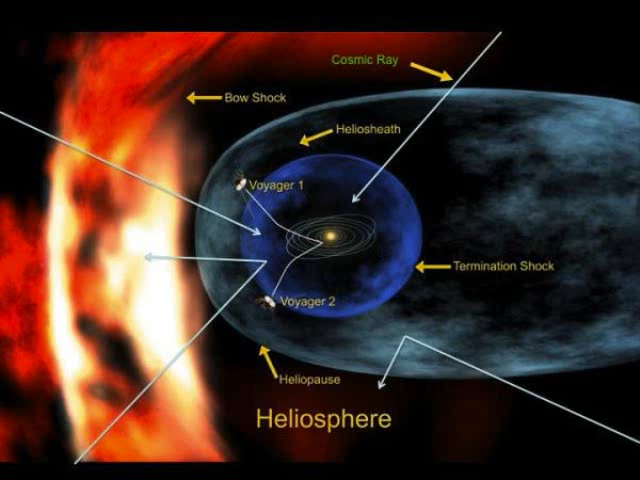 Cosmic Ray
Bow Shock
Heliosheath
Voyager 1
Termination Shock
Voyager 2
Heliopause
Heliosphere